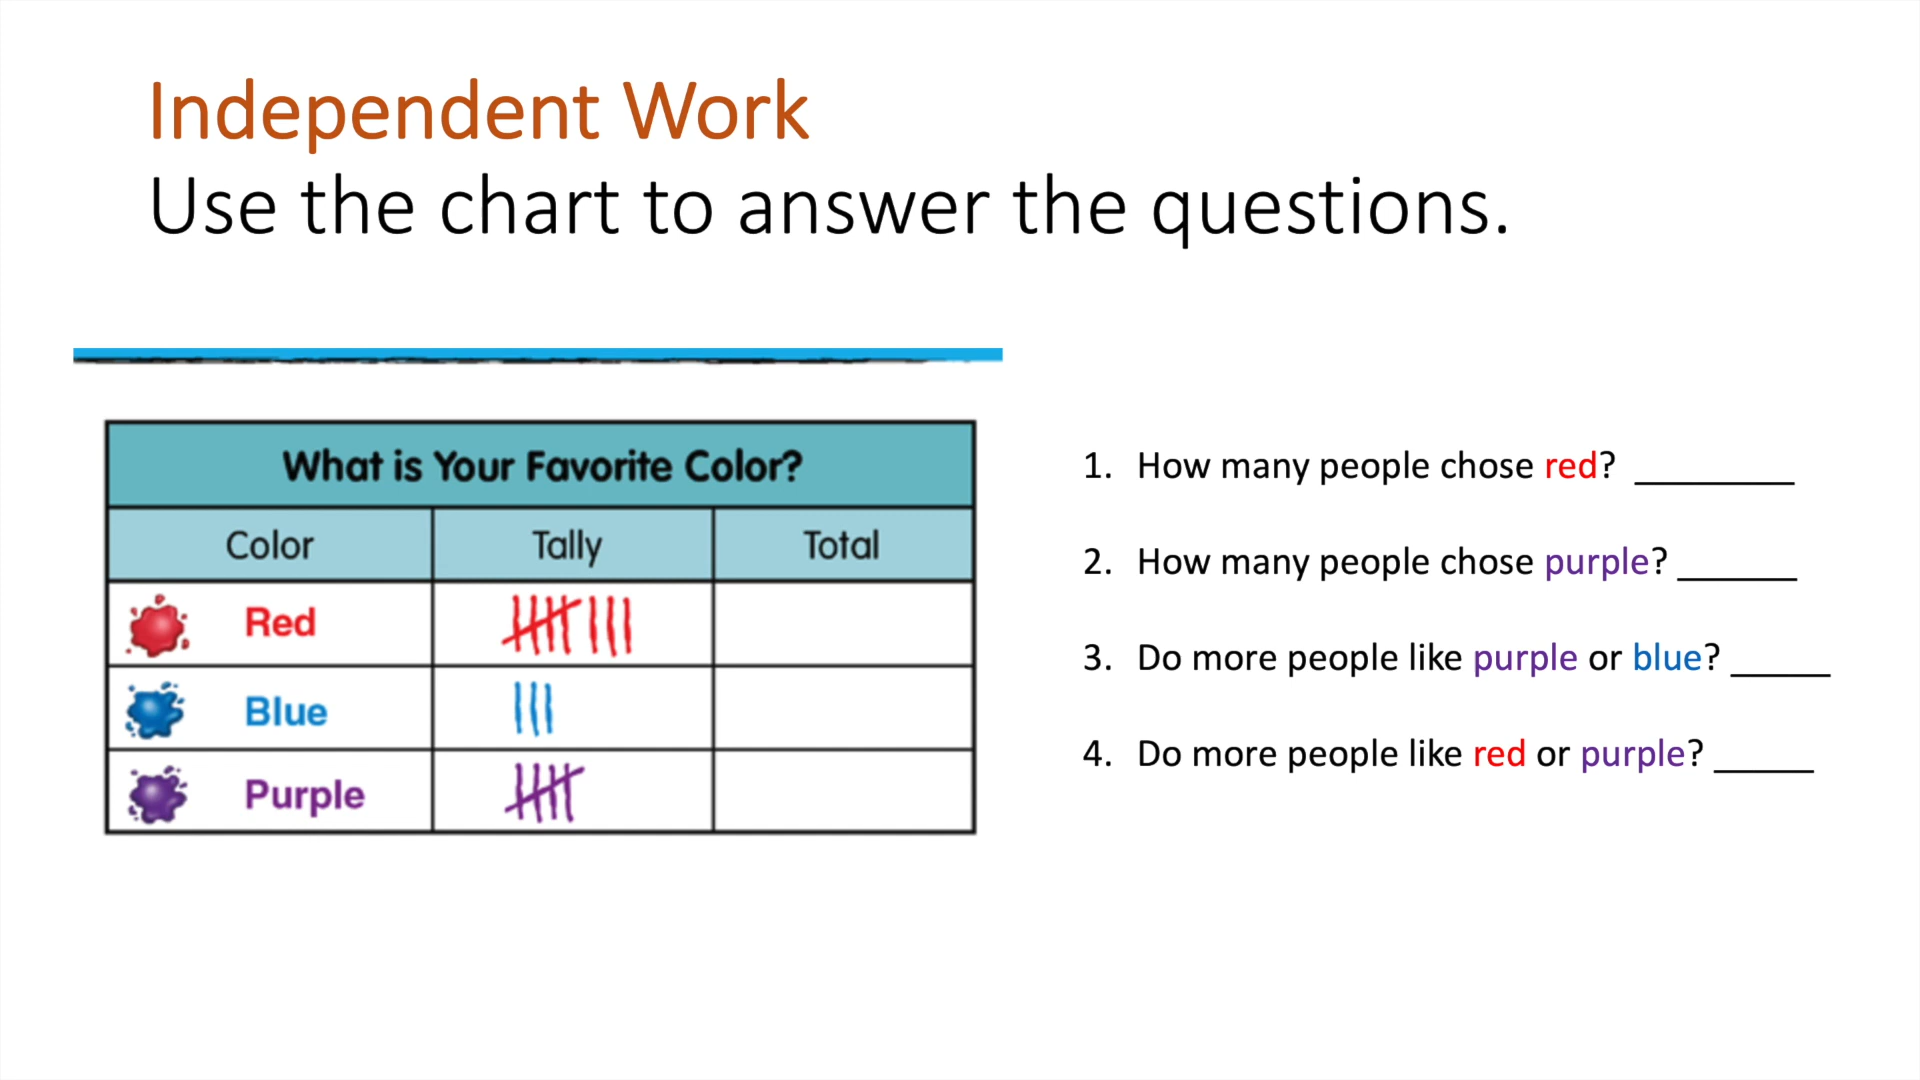 Independent Work
Use the chart to answer the questions.
What is Your Favorite Color?
Color Tally Total
Red
Blue
Purple
1. How many people chose red? ________
2. How many people chose purple? ______
3. Do more people like purple or blue? _____
4. Do more people like red or purple? _____